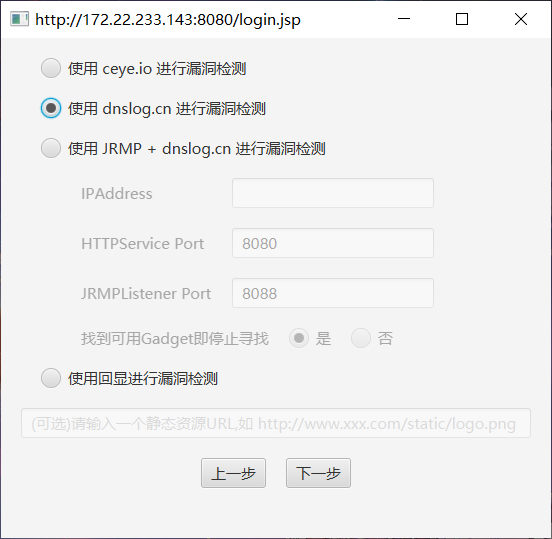 http://172.22.233.143:8080/login.jsp
使用 ceye.io 进行漏洞检测
使用 dnslog.cn 进行漏洞检测
使用 JRMP + dnslog.cn 进行漏洞检测
IPAddress
HTTPService Port 8080
JRMPListener Port 8088
找到可用Gadget即停止寻找 是 否
使用回显进行漏洞检测
(可选)请输入一个静态资源URL,如 http://www.xxx.com/static/logo.png
上一步 下一步